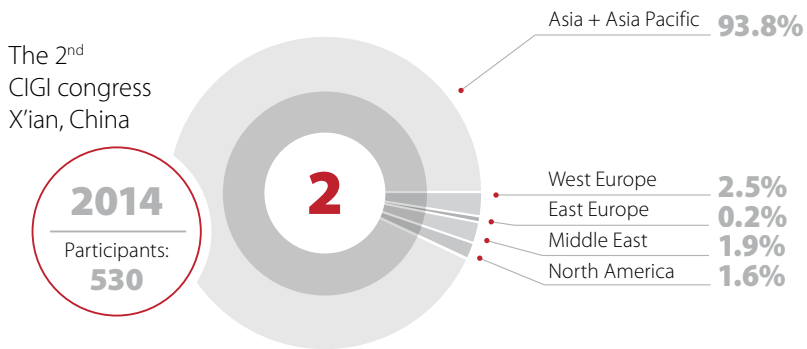 The 2nd
CIGI congress
X'ian, China
2014
Participants:
530
2
Asia + Asia Pacific 93.8%
West Europe 2.5%
East Europe 0.2%
Middle East 1.9%
North America 1.6%